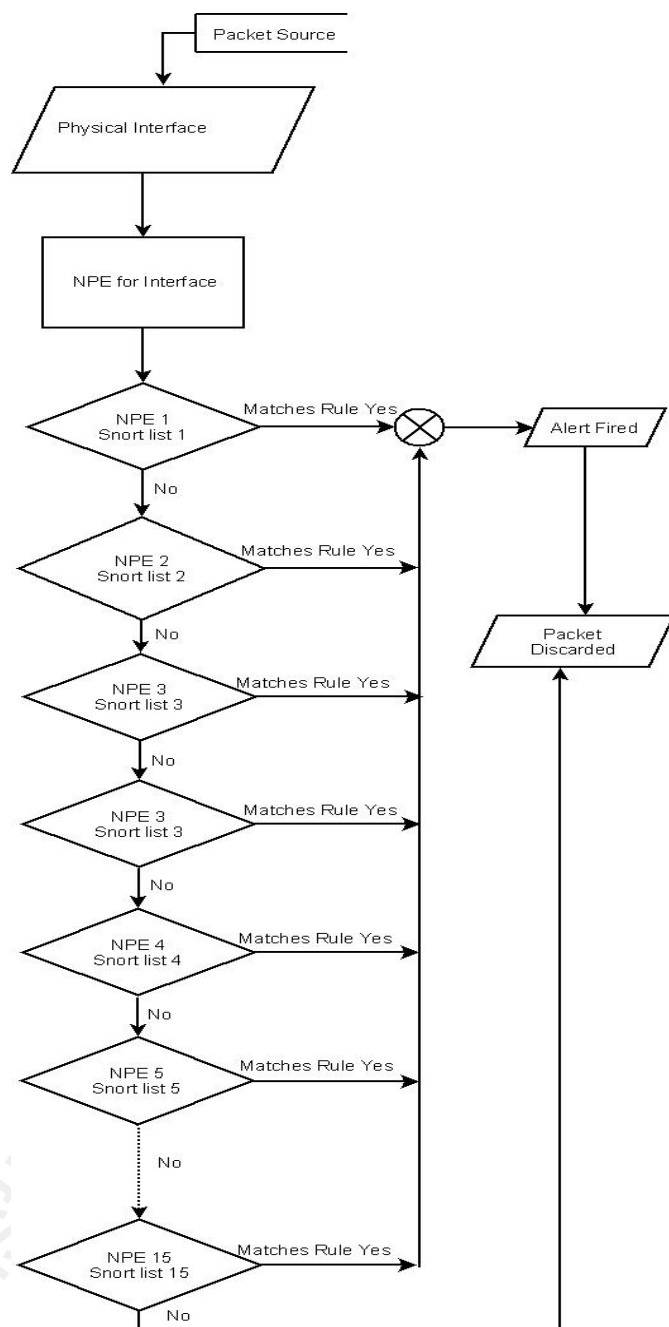 Packet Source
Physical Interface
NPE for Interface
NPE 1
Snort list 1
Matches Rule Yes
Alert Fired
No
NPE 2
Snort list 2
Matches Rule Yes
Packet
Discarded
No
NPE 3
Snort list 3
Matches Rule Yes
No
NPE 3
Snort list 3
Matches Rule Yes
No
NPE 4
Snort list 4
Matches Rule Yes
No
NPE 5
Snort list 5
Matches Rule Yes
No
NPE 15
Snort list 15
Matches Rule Yes
No